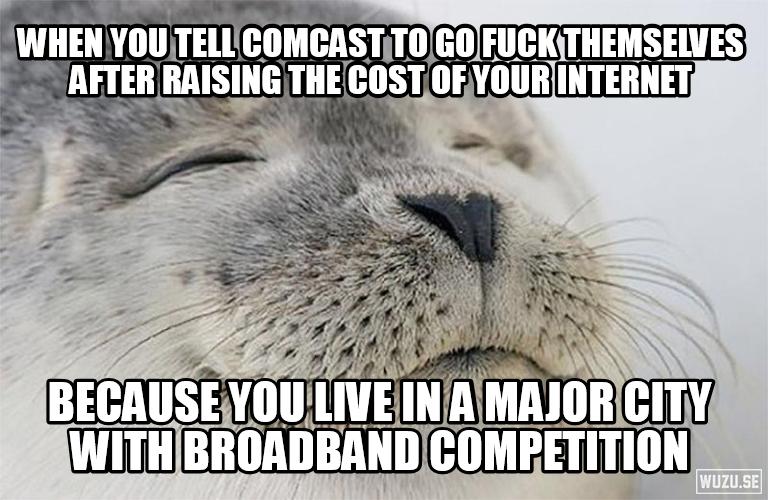 WHEN YOU TELL COMCAST TO GO FUCK THEMSELVES
AFTER RAISING THE COST OF YOUR INTERNET
BECAUSE YOU LIVE IN A MAJOR CITY
WITH BROADBAND COMPETITION
WUZU.SE